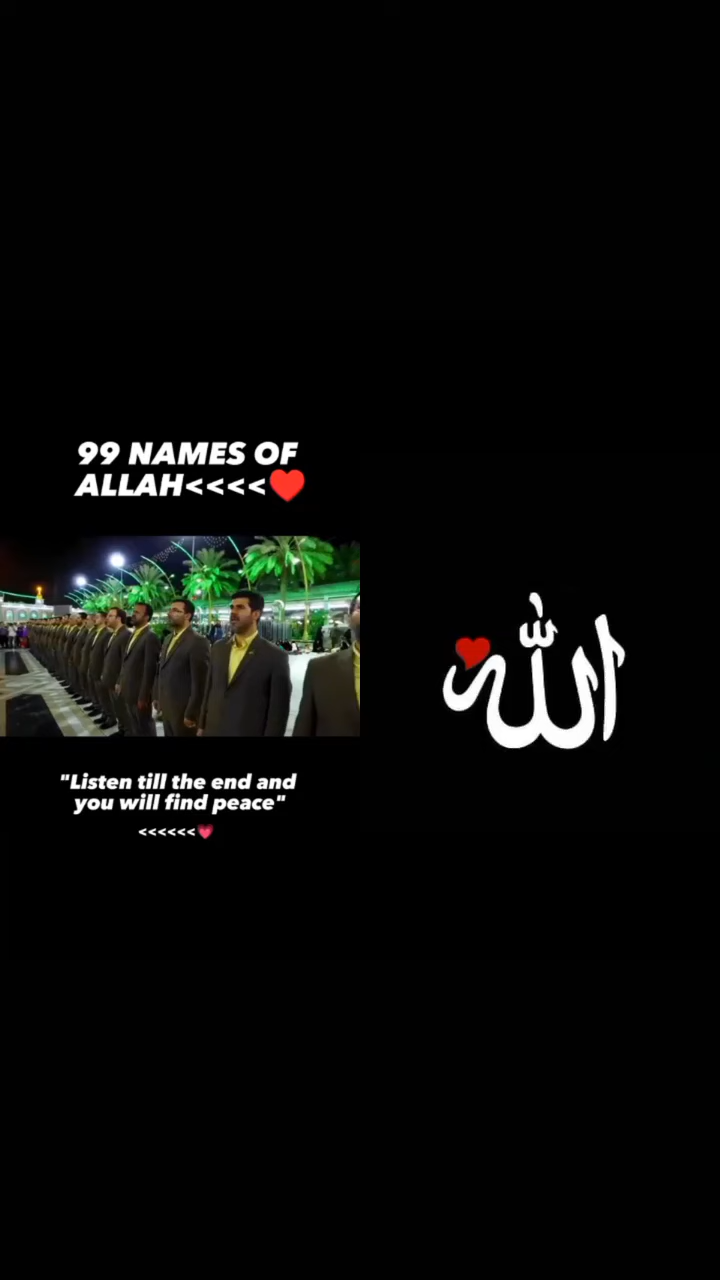 99 NAMES OF
ALLAH<<<<❤️
"Listen till the end and
you will find peace"
<<<<<<💗
الله